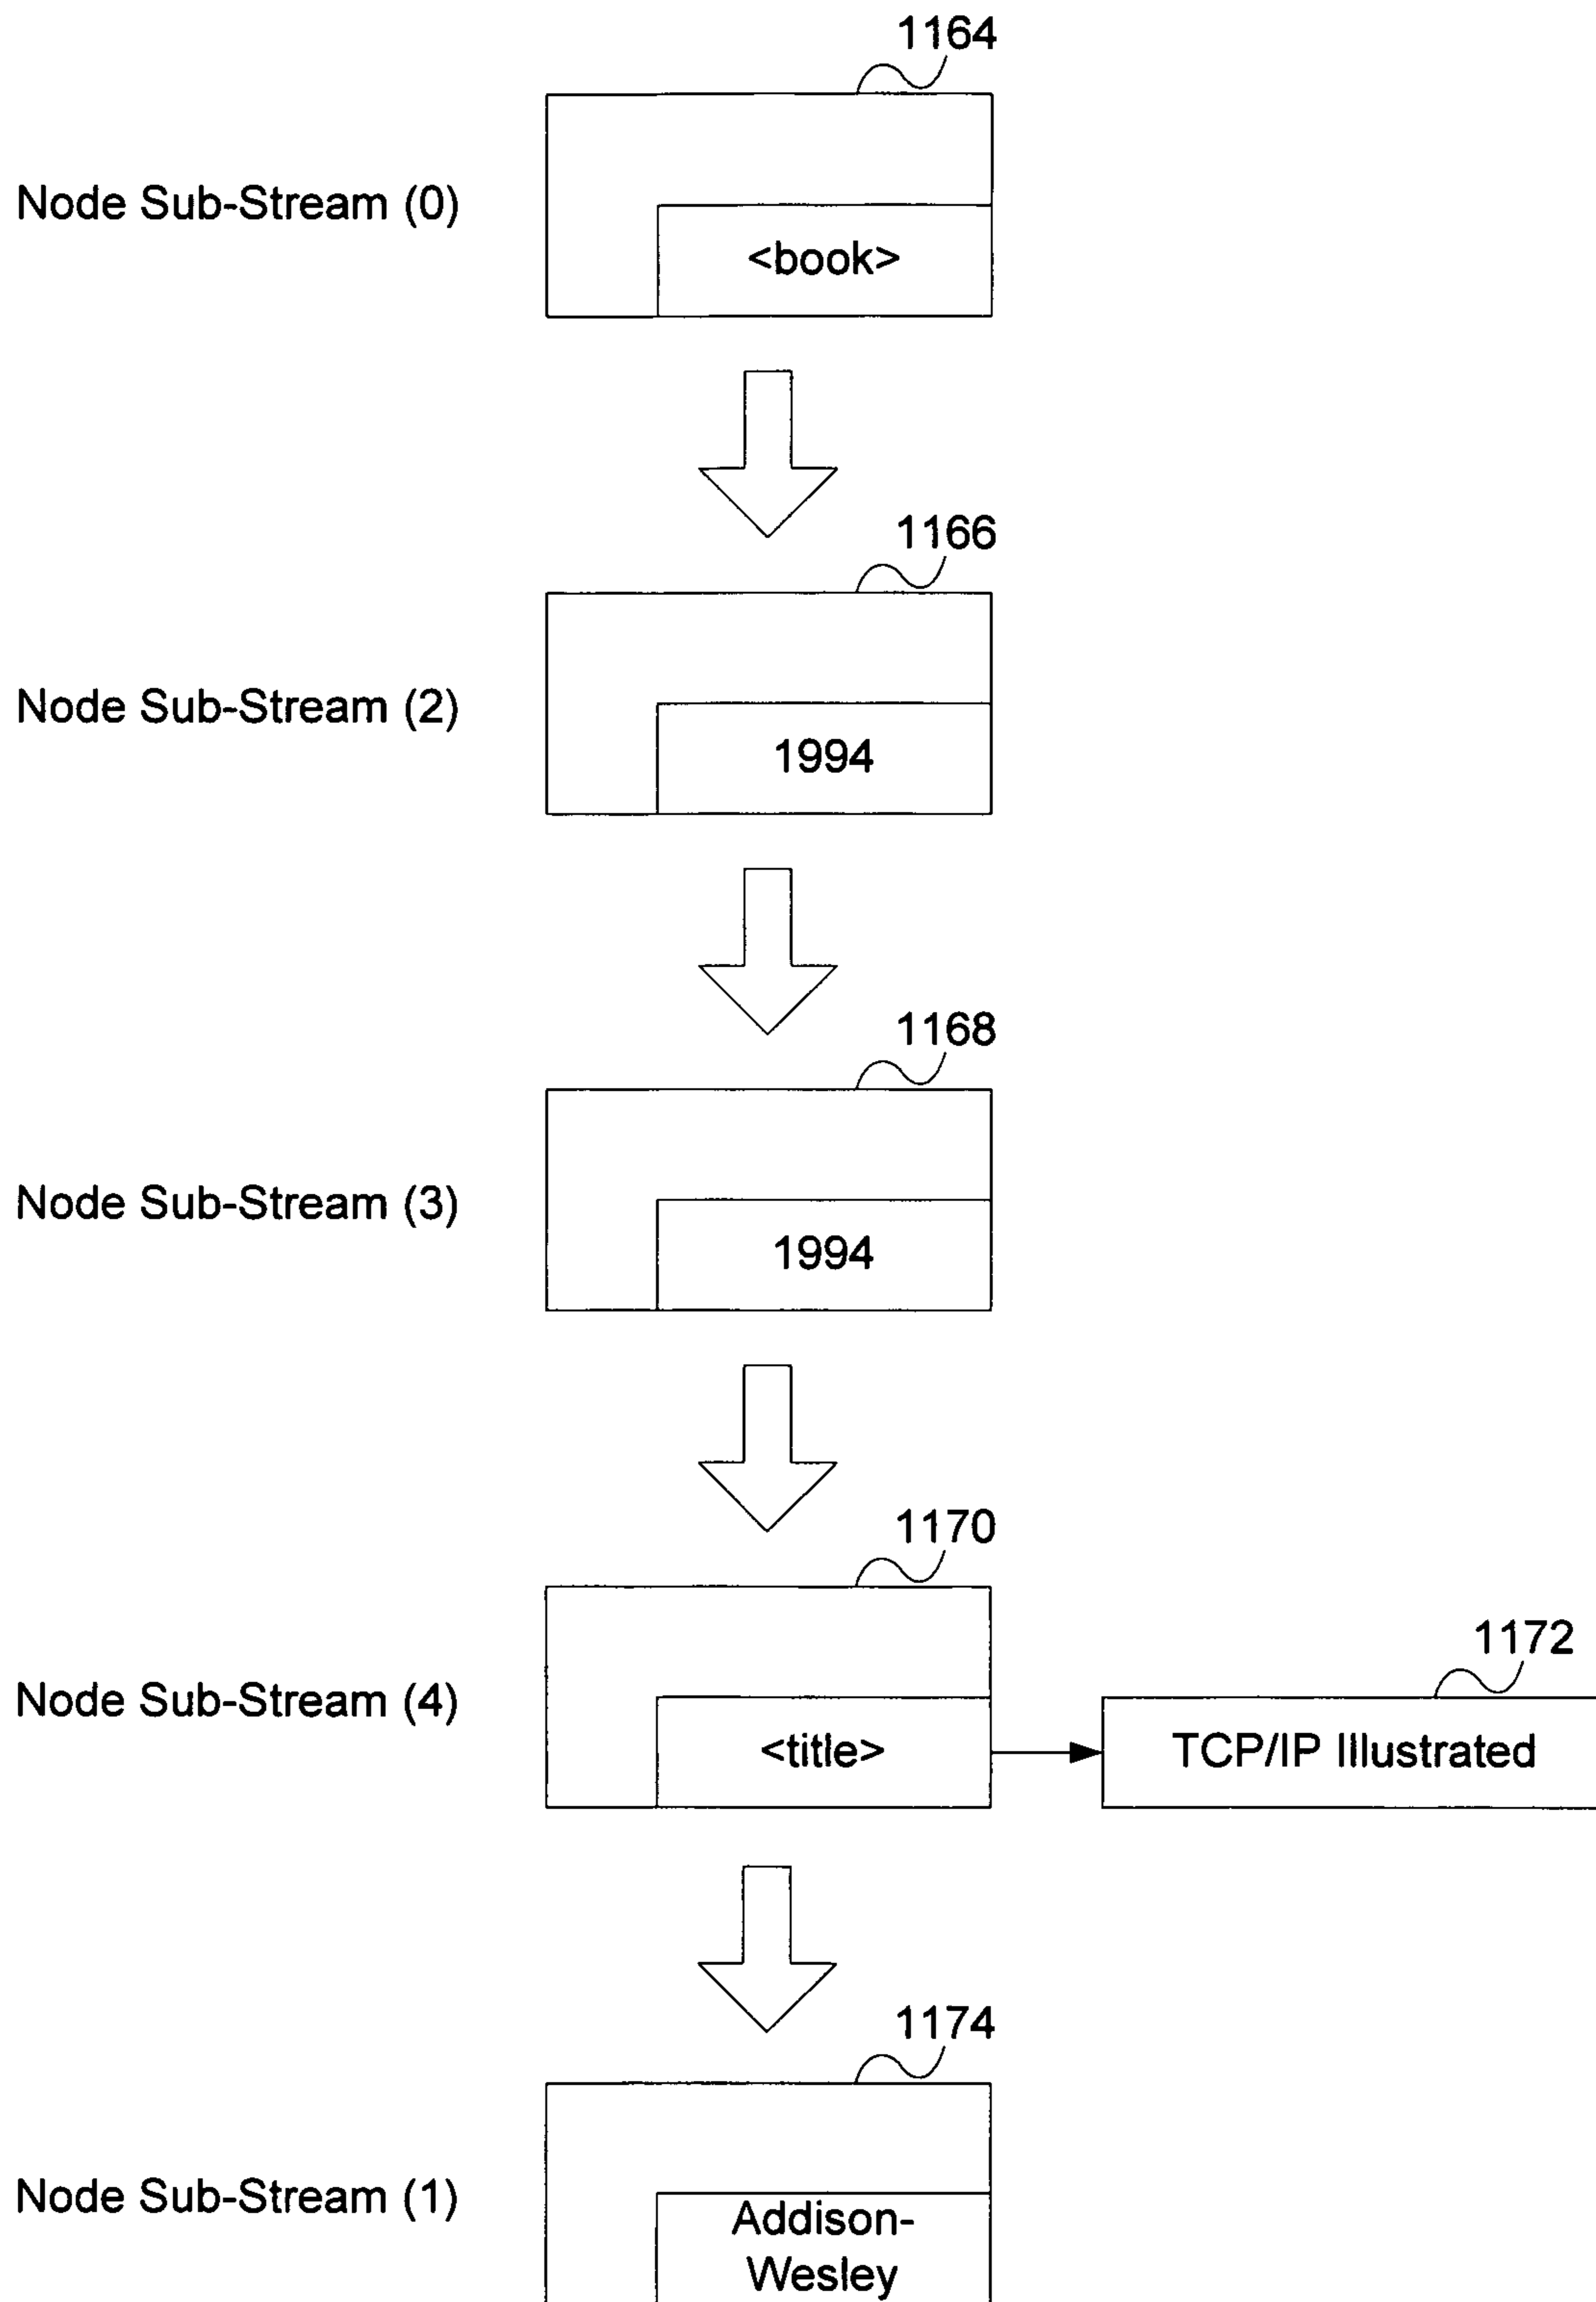 1164
Node Sub-Stream (0)
<book>
1166
Node Sub-Stream (2)
1994
1168
Node Sub-Stream (3)
1994
1170
1172
Node Sub-Stream (4)
<title>
TCP/IP Illustrated
1174
Node Sub-Stream (1)
Addison-
Wesley